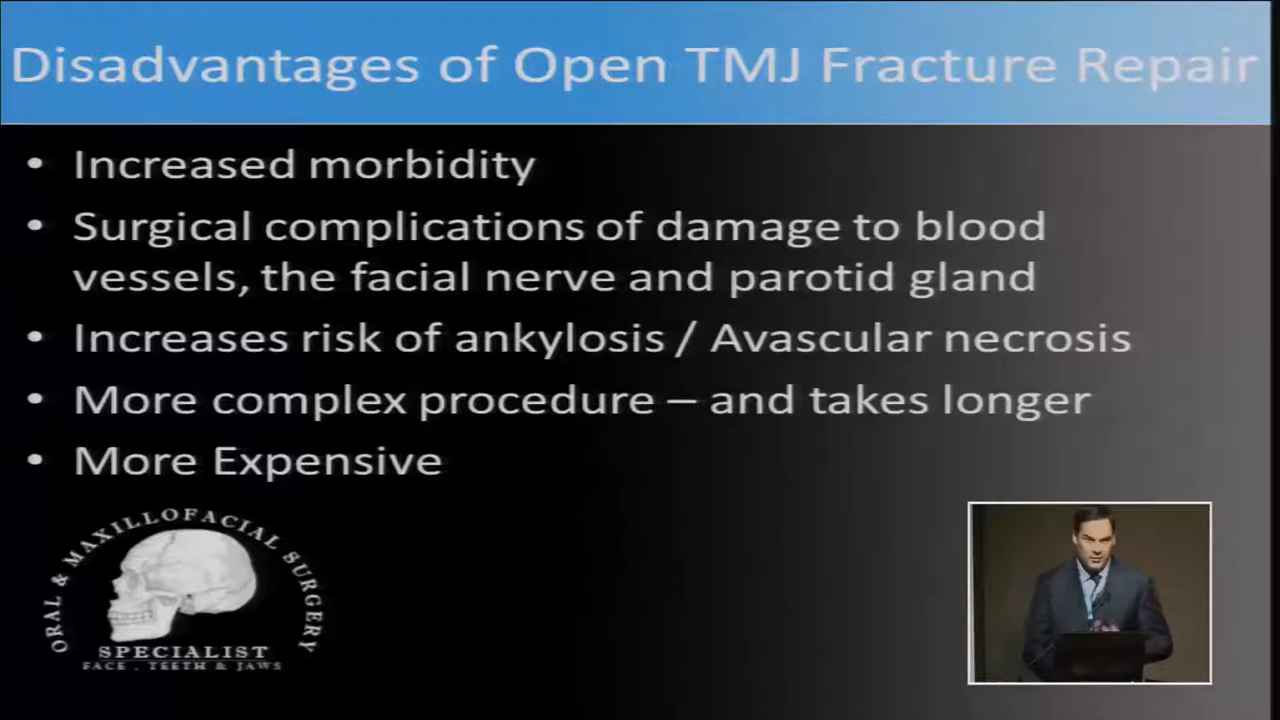 Disadvantages of Open TMJ Fracture Repair
• Increased morbidity
• Surgical complications of damage to blood
vessels, the facial nerve and parotid gland
• Increases risk of ankylosis / Avascular necrosis
• More complex procedure – and takes longer
• More Expensive
ORAL & MAXILLOFACIAL SURGERY
SPECIALIST
FACE . TEETH & JAWS